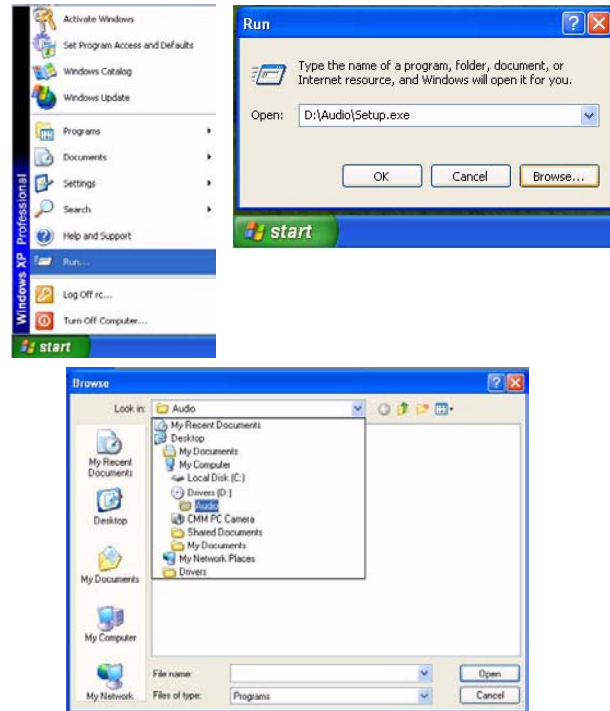 Activate Windows
Set Program Access and Defaults
Windows Catalog
Windows Update
Programs
Documents
Settings
Search
Help and Support
Run...
Log Off rc...
Turn Off Computer...
Windows XP Professional
start
Run
Type the name of a program, folder, document, or
Internet resource, and Windows will open it for you.
Open: D:\Audio\Setup.exe
OK Cancel Browse...
start
Browse
Look in: Audio
My Recent Documents
Desktop
My Documents
My Computer
Local Disk (C:)
Drivers (D:)
Audio
CMM PC Camera
Shared Documents
My Documents
My Network Places
Drivers
My Recent
Documents
Desktop
My Documents
My Computer
My Network
File name: Open
Files of type: Programs Cancel